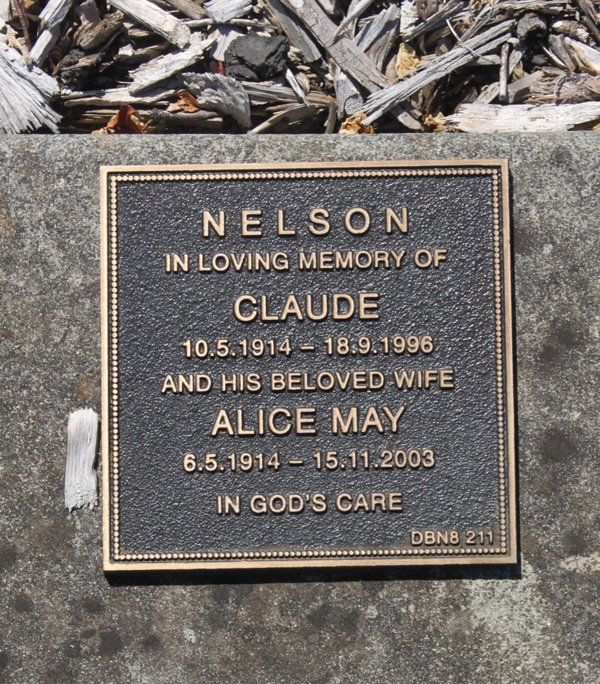 NELSON
IN LOVING MEMORY OF
CLAUDE
10.5.1914 – 18.9.1996
AND HIS BELOVED WIFE
ALICE MAY
6.5.1914 – 15.11.2003
IN GOD'S CARE
DBN8 211